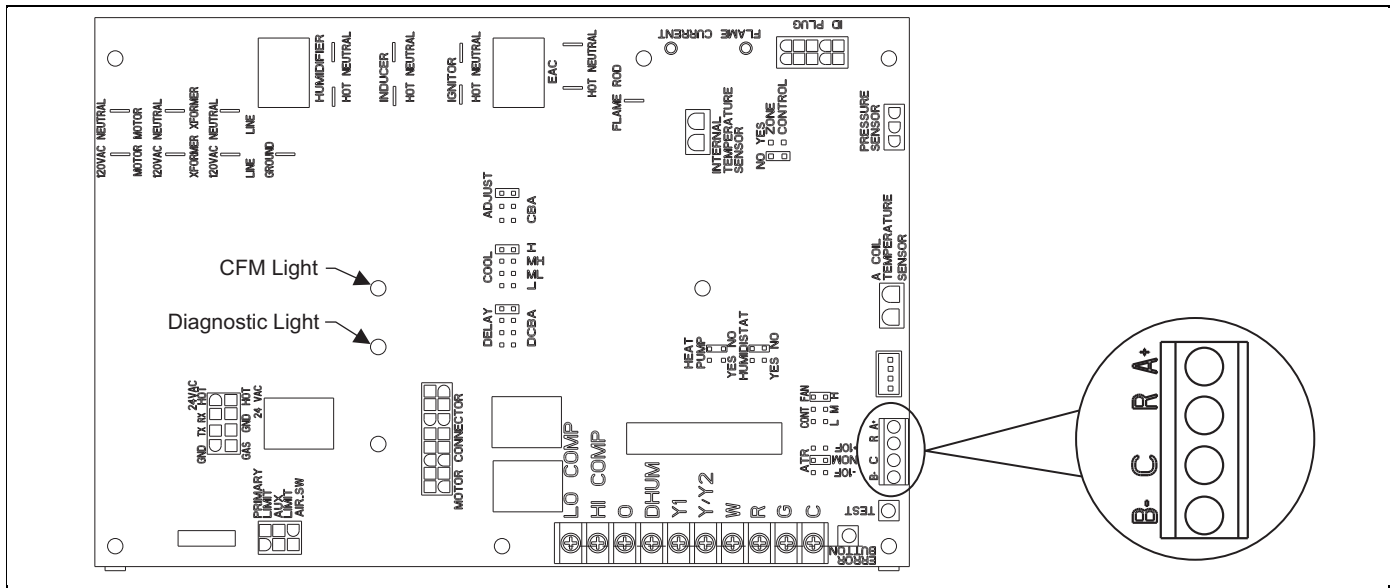 ID PLUG
FLAME CURRENT
HUMIDIFIER
HOT NEUTRAL
INDUCER
HOT NEUTRAL
IGNITOR
HOT NEUTRAL
EAC
HOT NEUTRAL
FLAME ROD
120VAC NEUTRAL
MOTOR MOTOR
120VAC NEUTRAL
XFORMER XFORMER
120VAC NEUTRAL
LINE LINE
GROUND
INTERNAL
TEMPERATURE
SENSOR
NO YES
ZONE
CONTROL
PRESSURE
SENSOR
ADJUST
CBA
COOL
H
MH
ML
L
DELAY
DCBA
CFM Light
Diagnostic Light
A COIL
TEMPERATURE
SENSOR
HEAT
PUMP
YES NO
HUMIDISTAT
YES NO
24VAC
HOT
GND TX RX
GAS GND HOT
24 VAC
MOTOR CONNECTOR
CONT FAN
L M H
ATR
-10F
NOM
+10F
B- C R A+
B- C R A+
TEST
PRIMARY
LIMIT
AUX
LIMIT
AIR.SW
LO COMP
HI COMP
O
DHUM
Y1
Y/Y2
W
R
G
C
ERROR
BUTTON